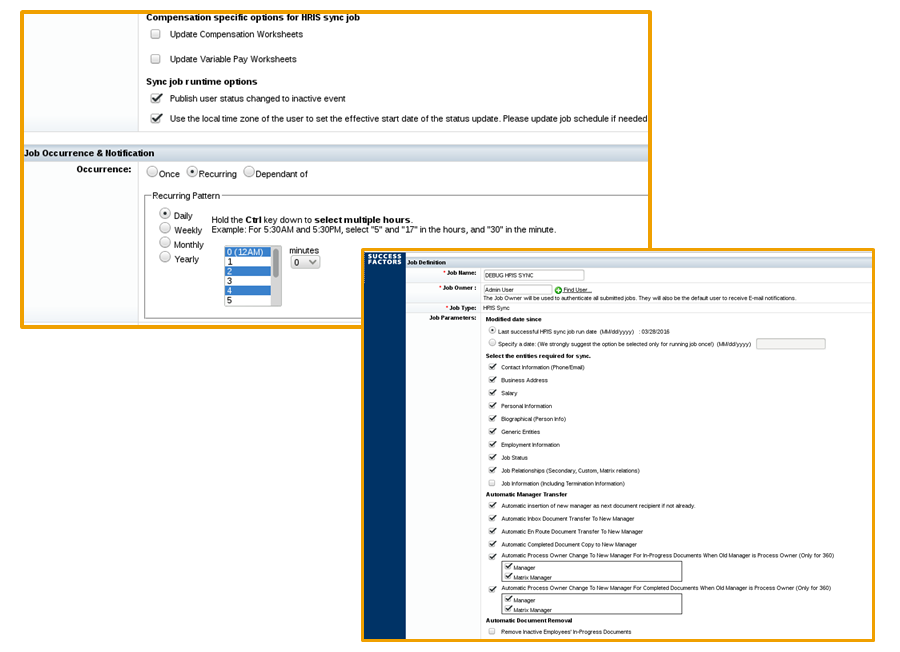 Compensation specific options for HRIS sync job
Update Compensation Worksheets
Update Variable Pay Worksheets
Sync job runtime options
Publish user status changed to inactive event
Use the local time zone of the user to set the effective start date of the status update. Please update job schedule if needed
Job Occurrence & Notification
Occurrence: Once Recurring Dependant of
Recurring Pattern
Daily
Weekly
Monthly
Yearly
Hold the Ctrl key down to select multiple hours.
Example: For 5:30AM and 5:30PM, select "5" and "17" in the hours, and "30" in the minute.
0 (12AM)
1
2
3
4
5
minutes
0
SUCCESS
FACTORS
Job Definition
* Job Name: DEBUG HRIS SYNC
* Job Owner : Admin User Find User...
The Job Owner will be used to authenticate all submitted jobs. They will also be the default user to receive E-mail notifications.
* Job Type: HRIS Sync
Job Parameters: Modified date since
Last successful HRIS sync job run date (MM/dd/yyyy) : 03/28/2016
Specify a date: (We strongly suggest the option be selected only for running job once!) (MM/dd/yyyy)
Select the entities required for sync.
Contact Information (Phone/Email)
Business Address
Salary
Personal Information
Biographical (Person Info)
Generic Entities
Employment Information
Job Status
Job Relationships (Secondary, Custom, Matrix relations)
Job Information (Including Termination Information)
Automatic Manager Transfer
Automatic insertion of new manager as next document recipient if not already.
Automatic Inbox Document Transfer To New Manager
Automatic En Route Document Transfer To New Manager
Automatic Completed Document Copy to New Manager
Automatic Process Owner Change To New Manager For In-Progress Documents When Old Manager is Process Owner (Only for 360)
Manager
Matrix Manager
Automatic Process Owner Change To New Manager For Completed Documents When Old Manager is Process Owner (Only for 360)
Manager
Matrix Manager
Automatic Document Removal
Remove Inactive Employees' In-Progress Documents